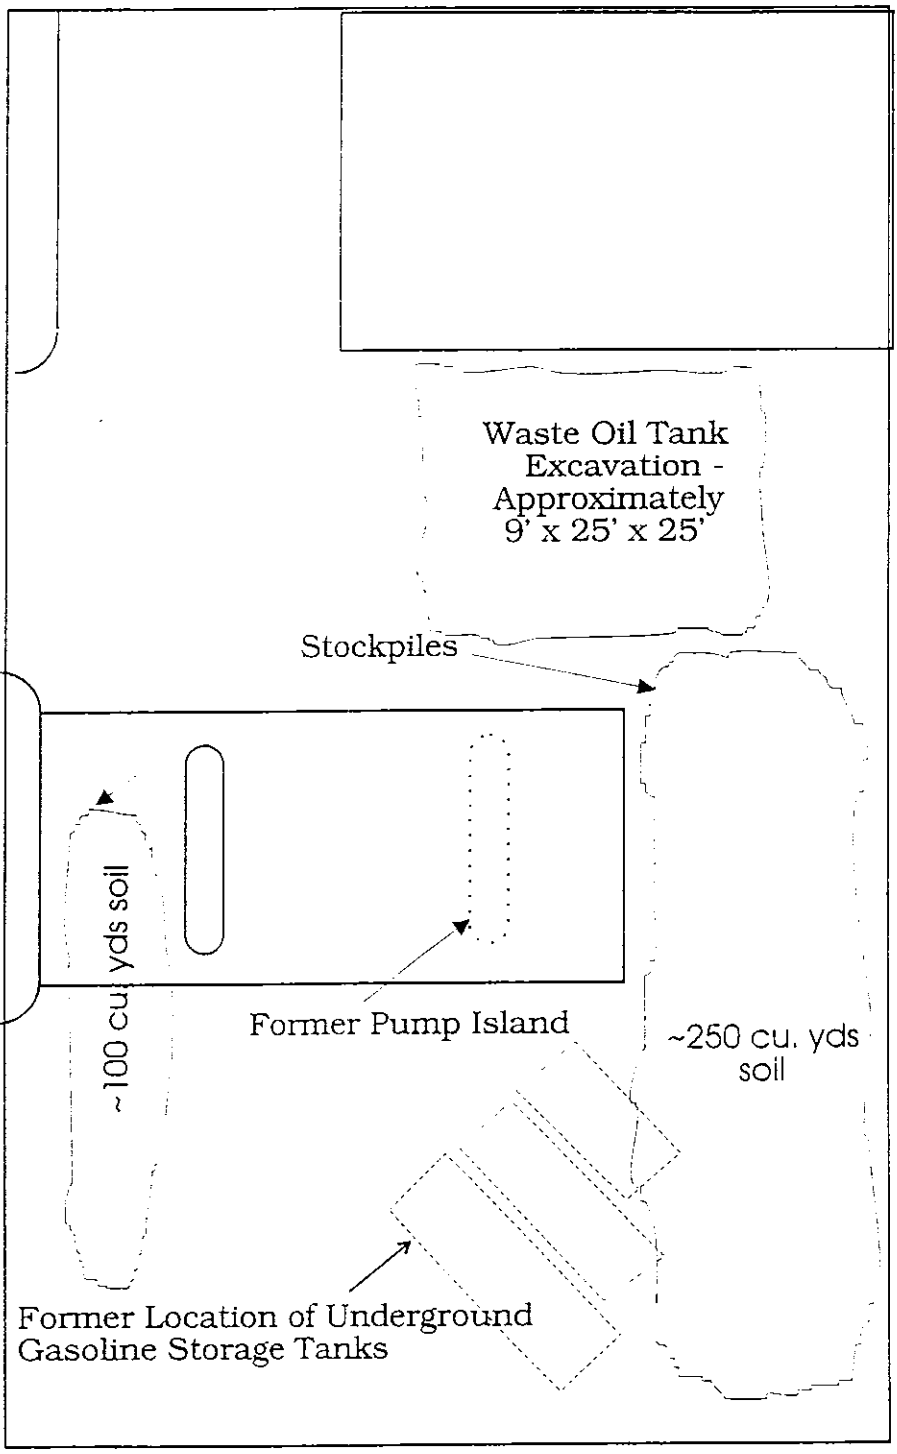 Waste Oil Tank
Excavation -
Approximately
9' x 25' x 25'
Stockpiles
~100 cu. yds soil
Former Pump Island
~250 cu. yds
soil
Former Location of Underground
Gasoline Storage Tanks